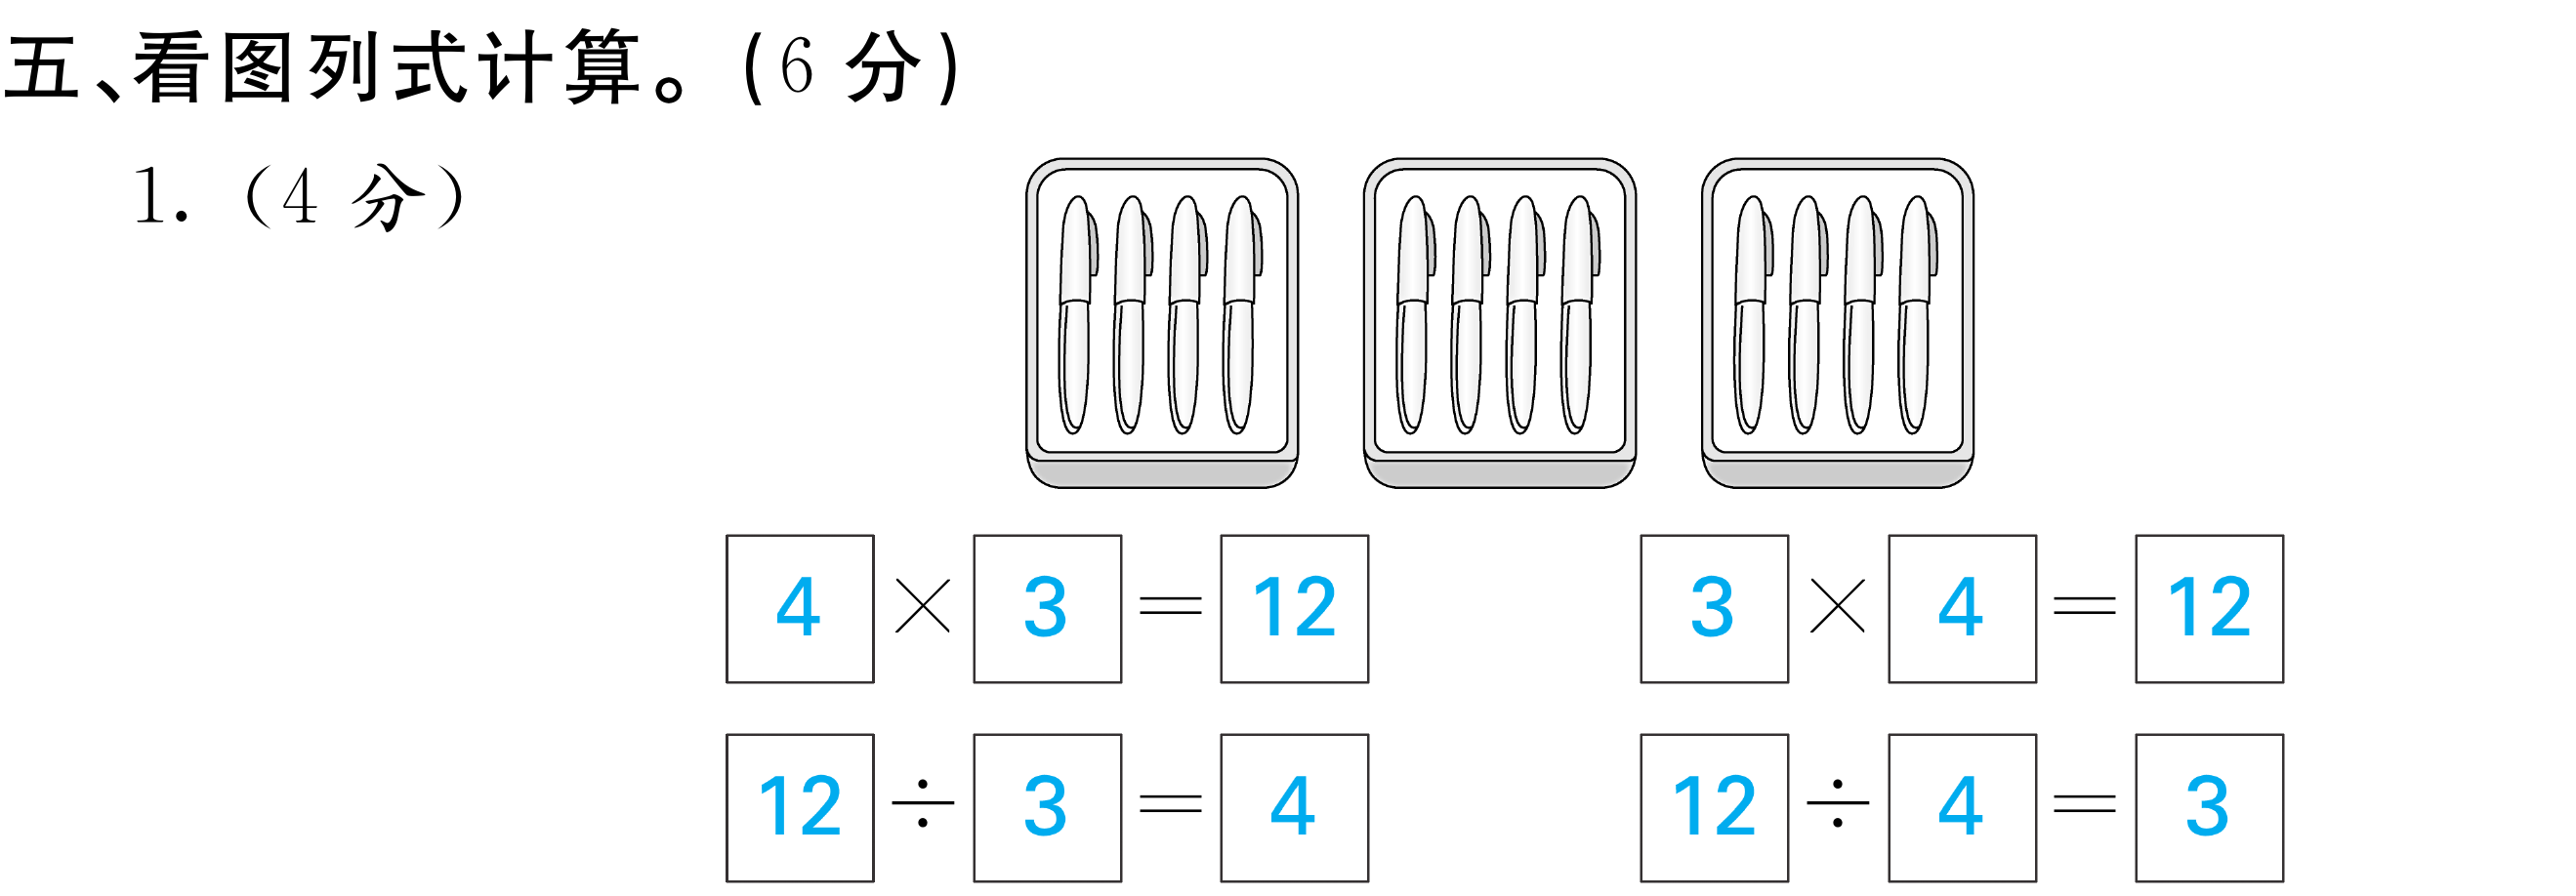 五、看图列式计算。(6 分)
1.（4 分）
4 × 3 = 12 3 × 4 = 12
12 ÷ 3 = 4 12 ÷ 4 = 3